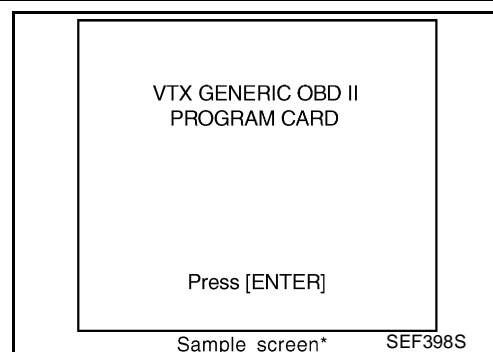 VTX GENERIC OBD II
PROGRAM CARD
Press [ENTER]
Sample screen*
SEF398S